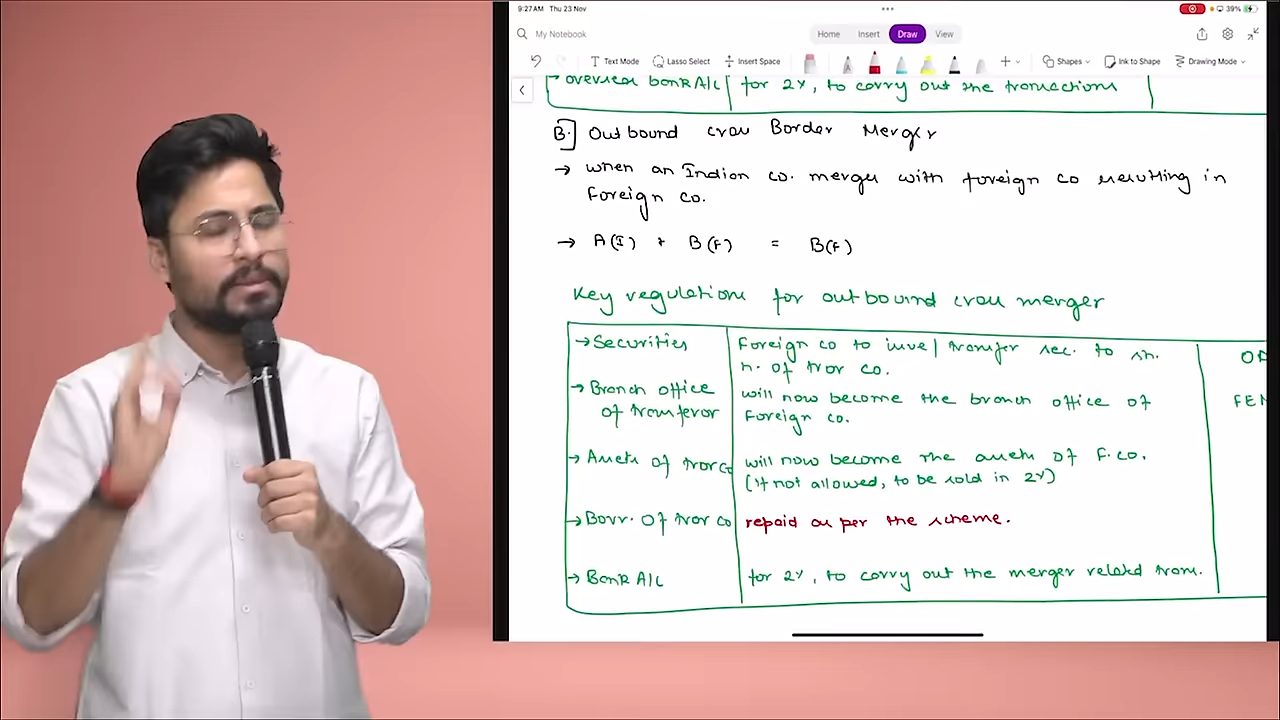 9:27AM Thu 23 Nov
39%
My Notebook
Home Insert Draw View
Text Mode Lasso Select Insert Space Shapes Ink to Shape Drawing Mode
→ overseas bank A/c for 2Y, to carry out the transactions
B.] Outbound cross Border Merger
→ when an Indian co. merges with foreign co resulting in
Foreign co.
→ A(I) + B(F) = B(F)
Key regulations for outbound cross merger
→ Securities
Foreign co to issue/ transfer sec. to sh.
h. of tror co.
→ Branch office
of transferor
will now become the branch office of
Foreign co.
→ Assets of tror co
will now become the assets of F.co.
(if not allowed, to be sold in 2Y)
→ Borr. Of tror co
repaid as per the scheme.
→ Bank A/c
for 2Y, to carry out the merger related tran.
FE